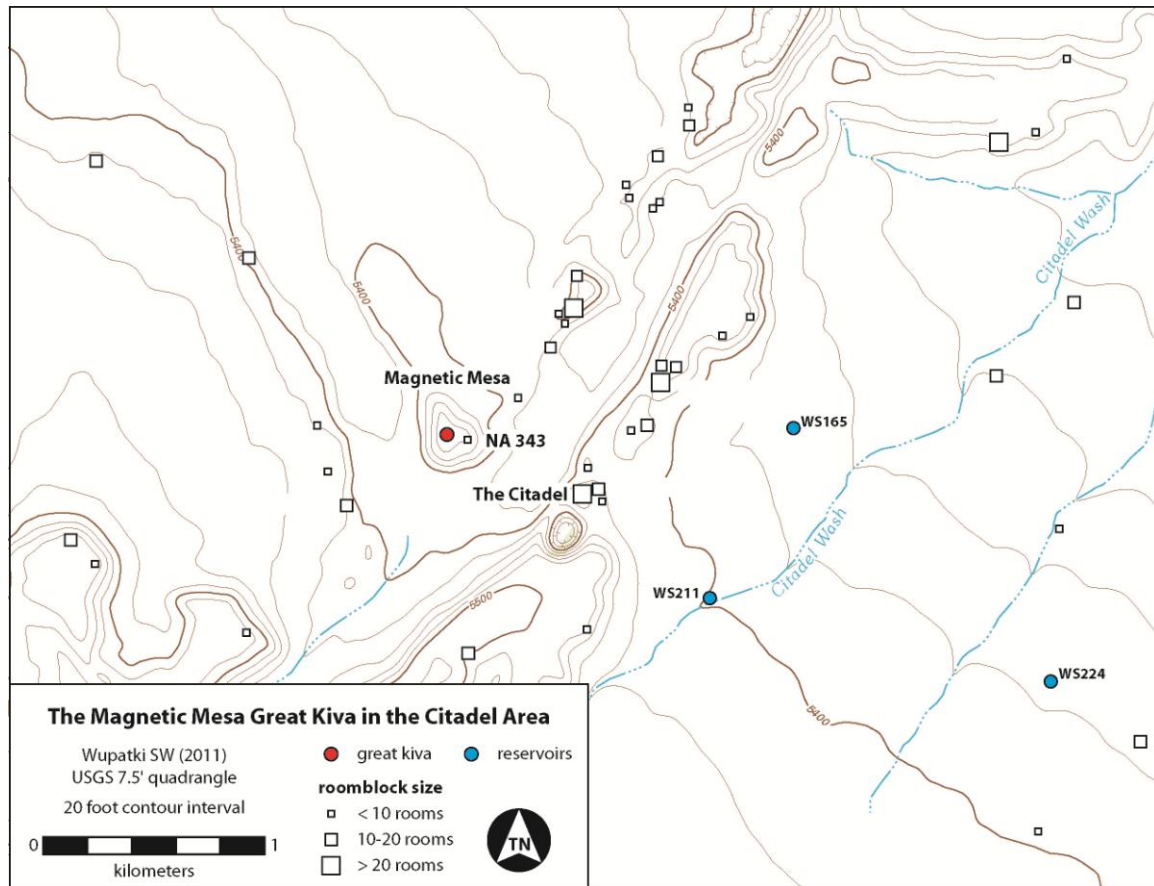 5400
5400
Citadel Wash
5400
5400
5400
Magnetic Mesa
WS165
NA 343
The Citadel
Citadel Wash
WS211
5500
WS224
5400
The Magnetic Mesa Great Kiva in the Citadel Area
Wupatki SW (2011)
USGS 7.5' quadrangle
20 foot contour interval
0 1
kilometers
great kiva
reservoirs
roomblock size
< 10 rooms
10-20 rooms
> 20 rooms
TN